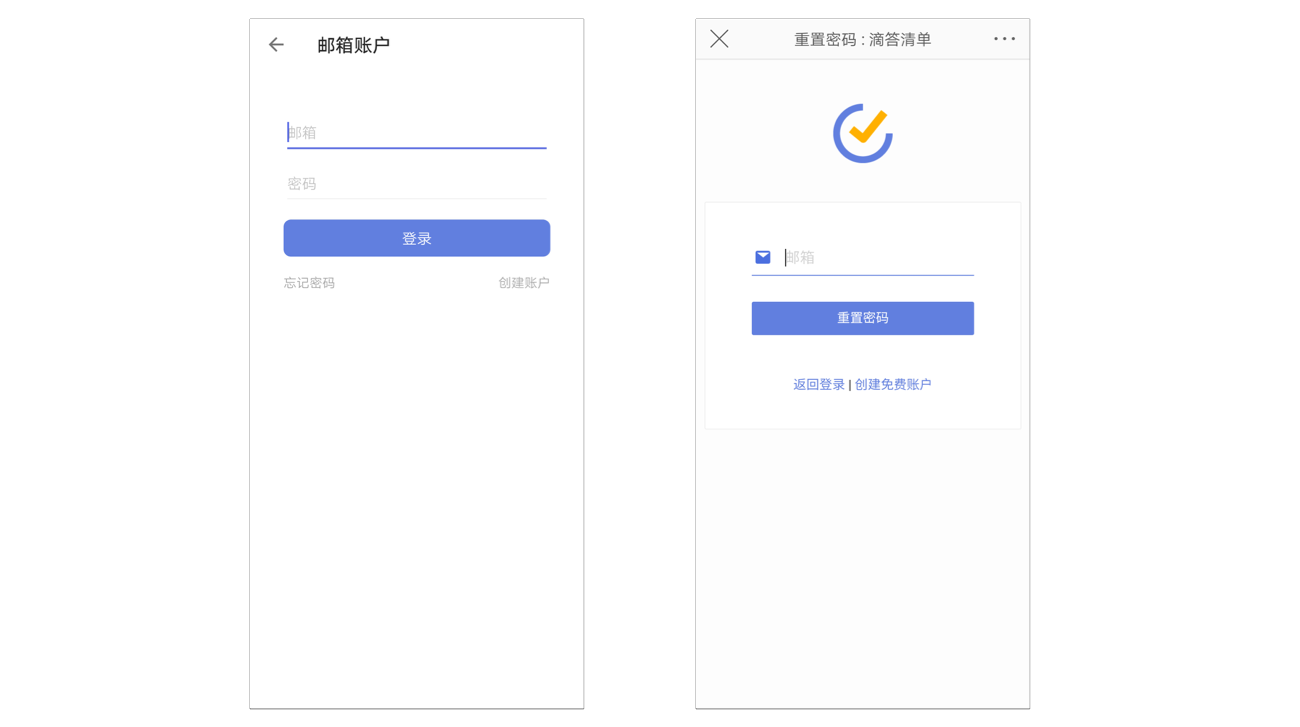 邮箱账户
邮箱
密码
登录
忘记密码
创建账户
重置密码 : 滴答清单
邮箱
重置密码
返回登录 | 创建免费账户